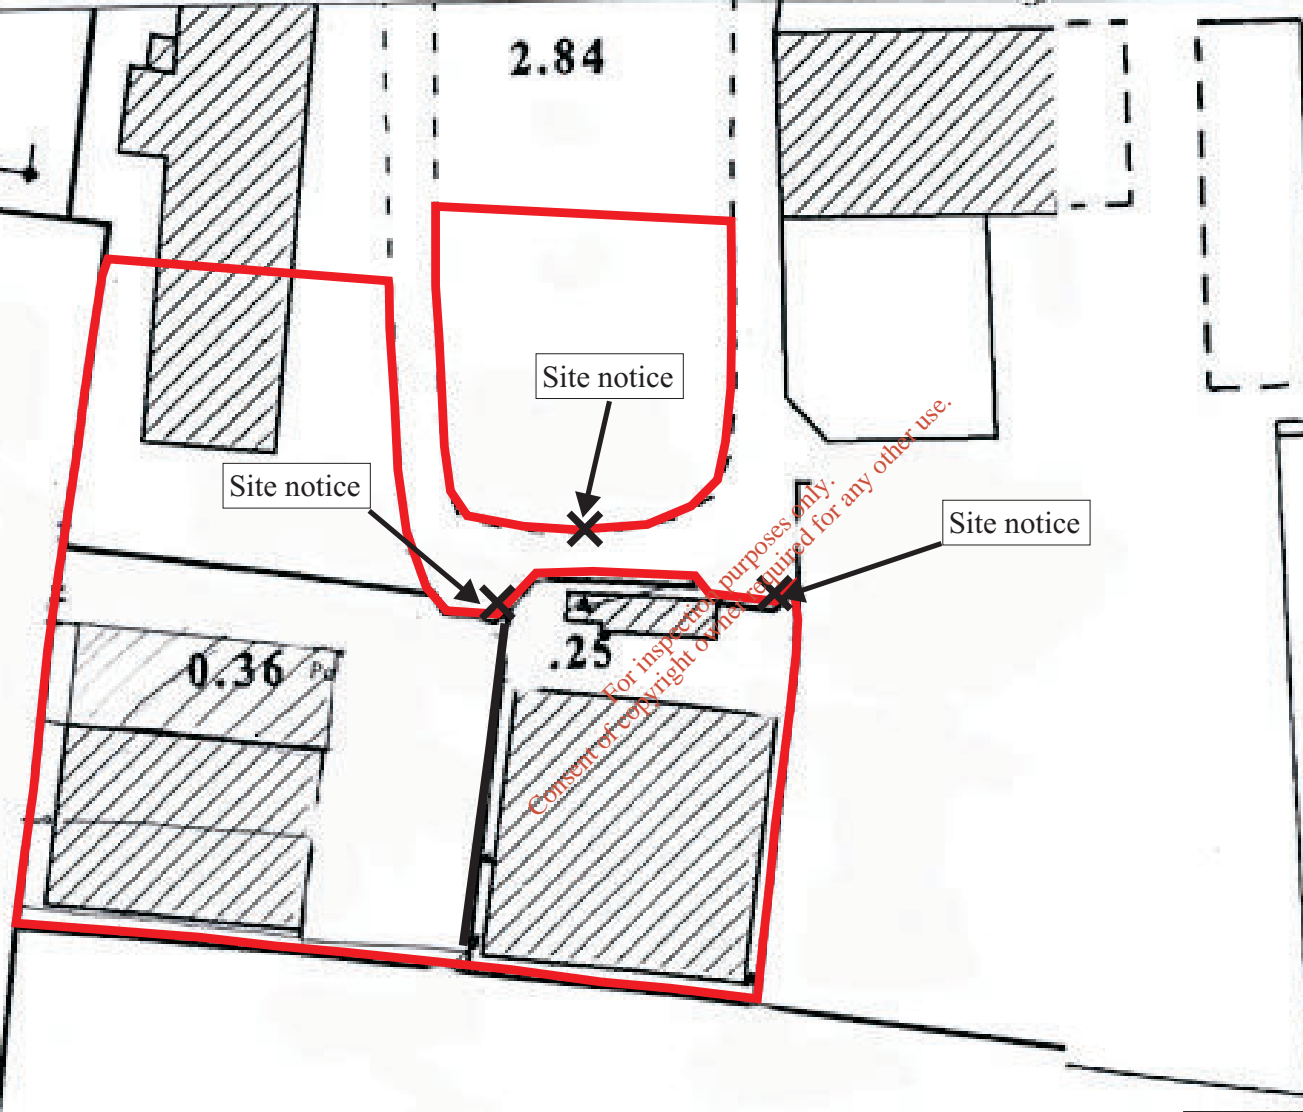 2.84
Site notice
Site notice
Site notice
.25
0.36
For inspection purposes only.
Consent of copyright owner required for any other use.